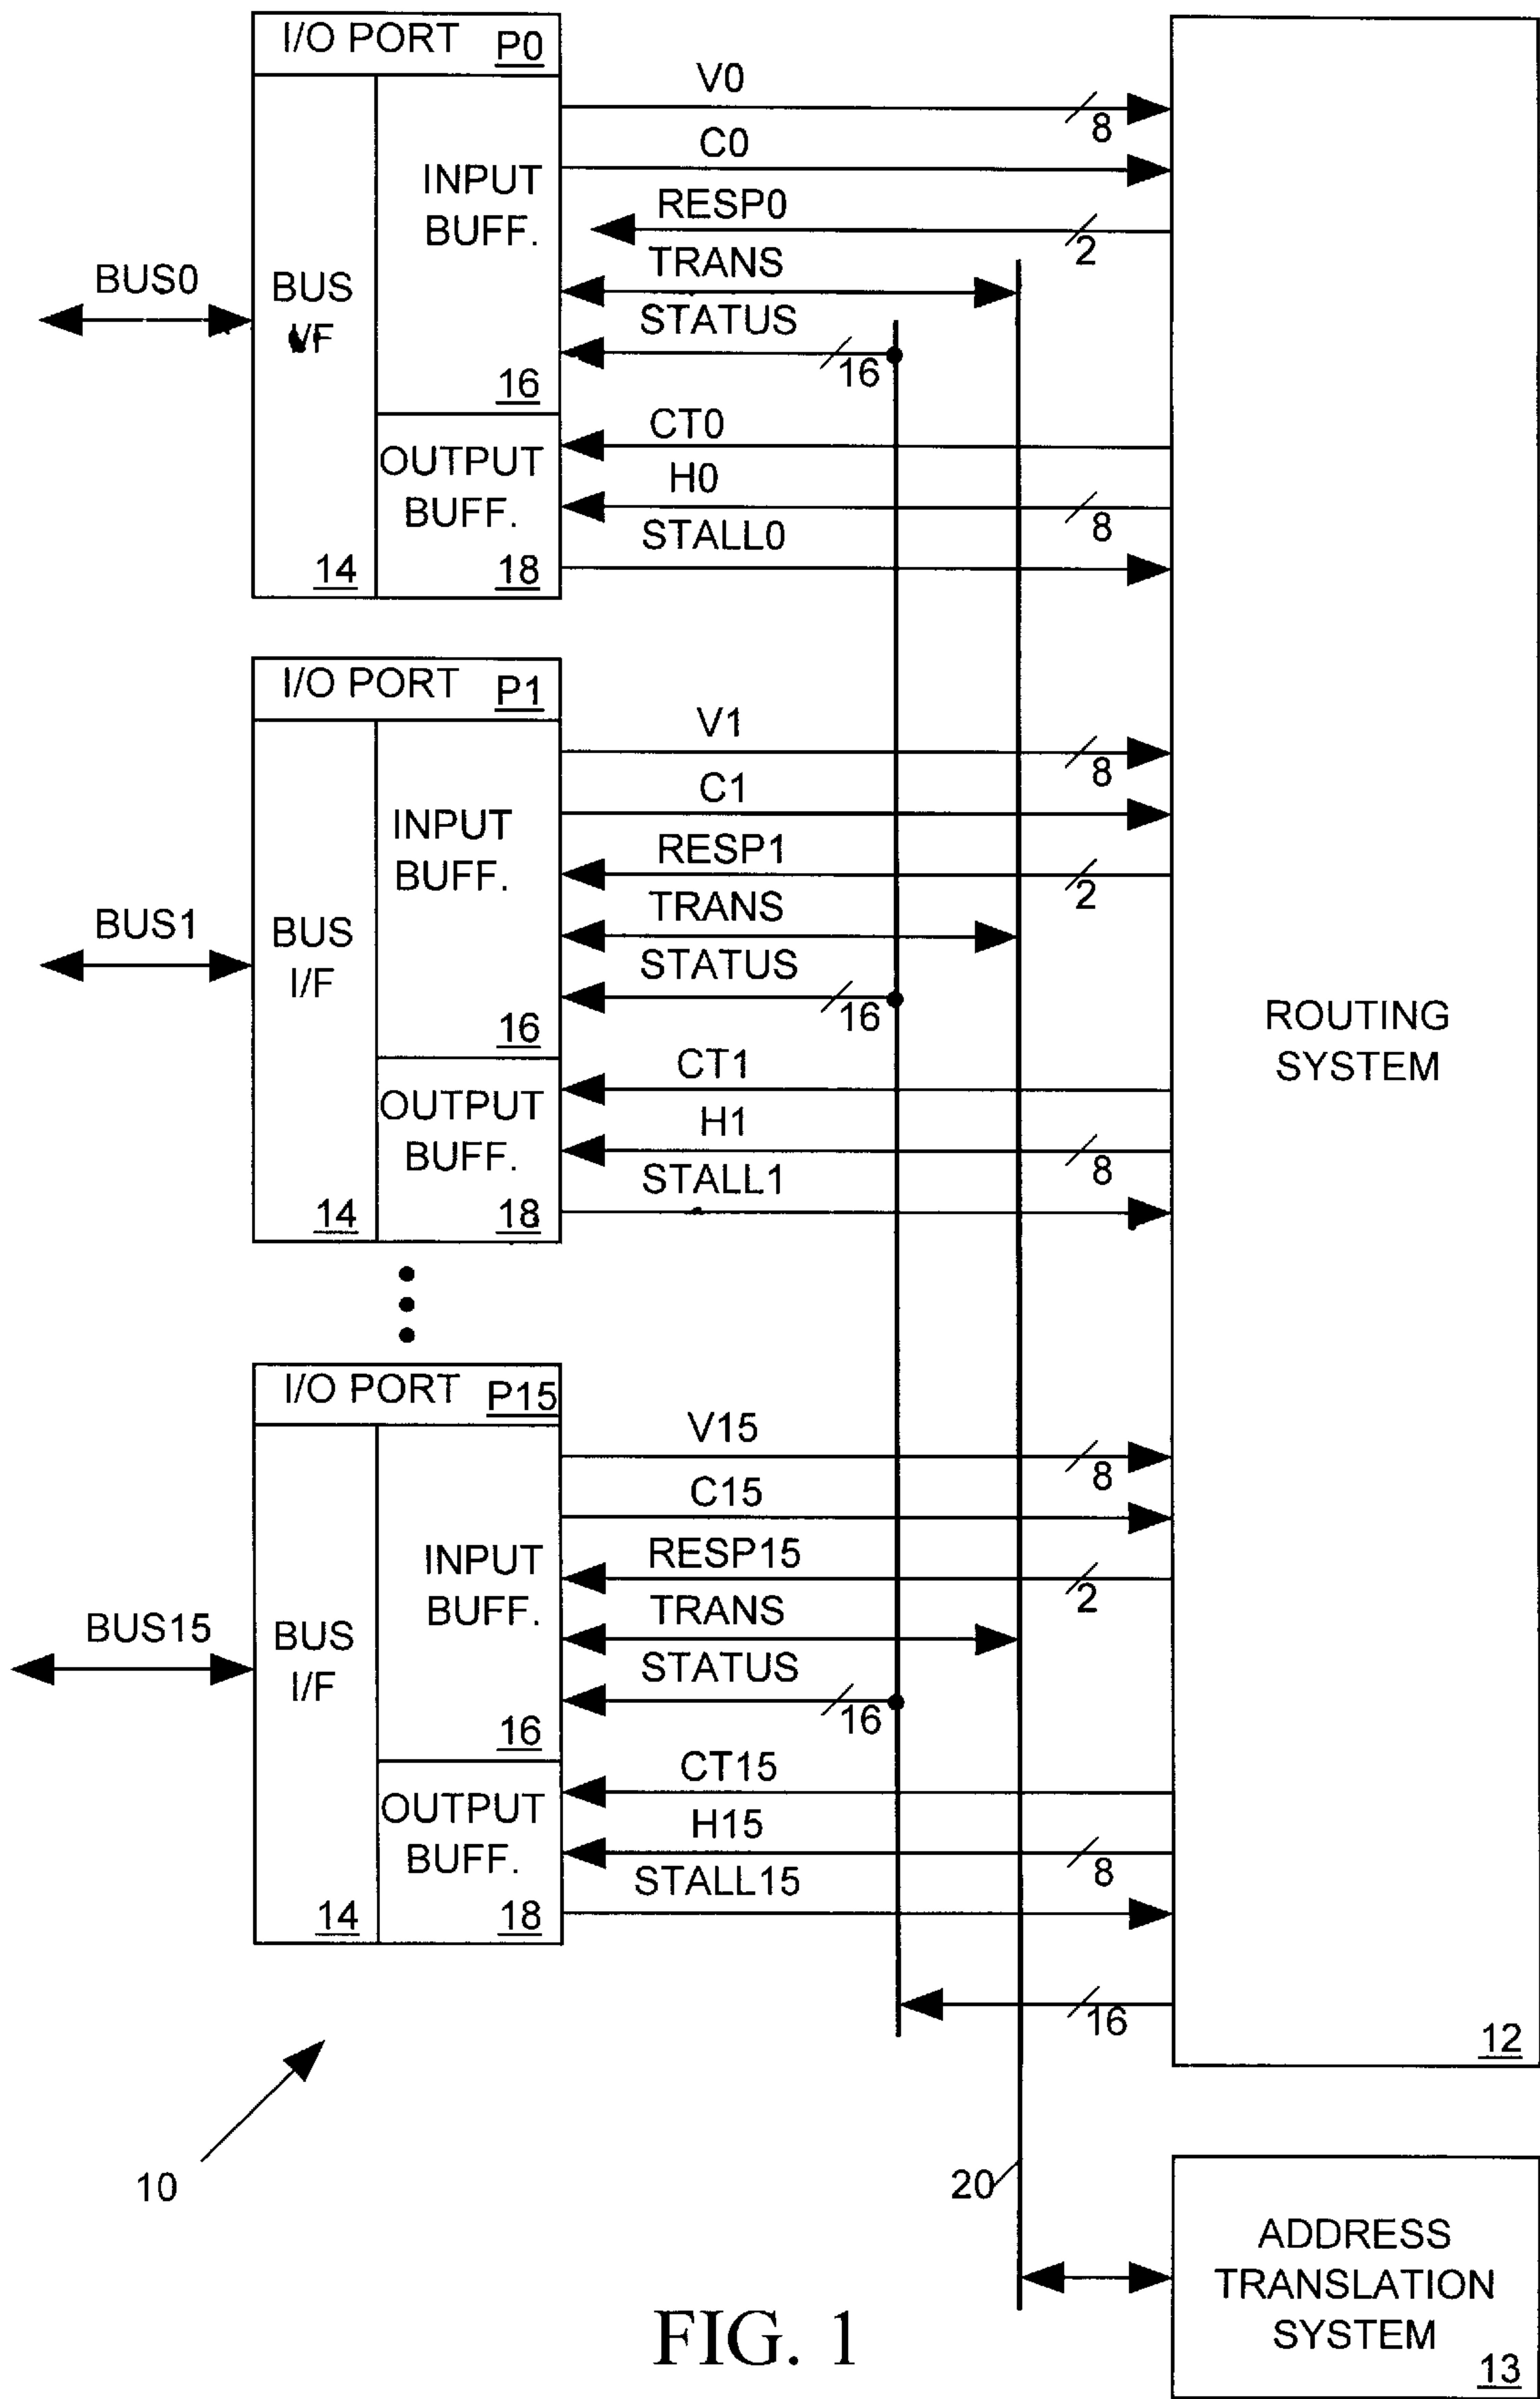 I/O PORT P0
V0
8
C0
INPUT
BUFF.
RESP0
2
TRANS
BUS0
BUS
I/F
STATUS
16
16
CT0
OUTPUT
BUFF.
H0
8
STALL0
14
18
I/O PORT P1
V1
8
C1
INPUT
BUFF.
RESP1
2
TRANS
BUS1
BUS
I/F
STATUS
16
16
ROUTING
SYSTEM
CT1
OUTPUT
BUFF.
H1
8
STALL1
14
18
I/O PORT P15
V15
8
C15
INPUT
BUFF.
RESP15
2
TRANS
BUS15
BUS
I/F
STATUS
16
16
CT15
OUTPUT
BUFF.
H15
8
STALL15
14
18
16
12
10
20
ADDRESS
TRANSLATION
SYSTEM
13
FIG. 1